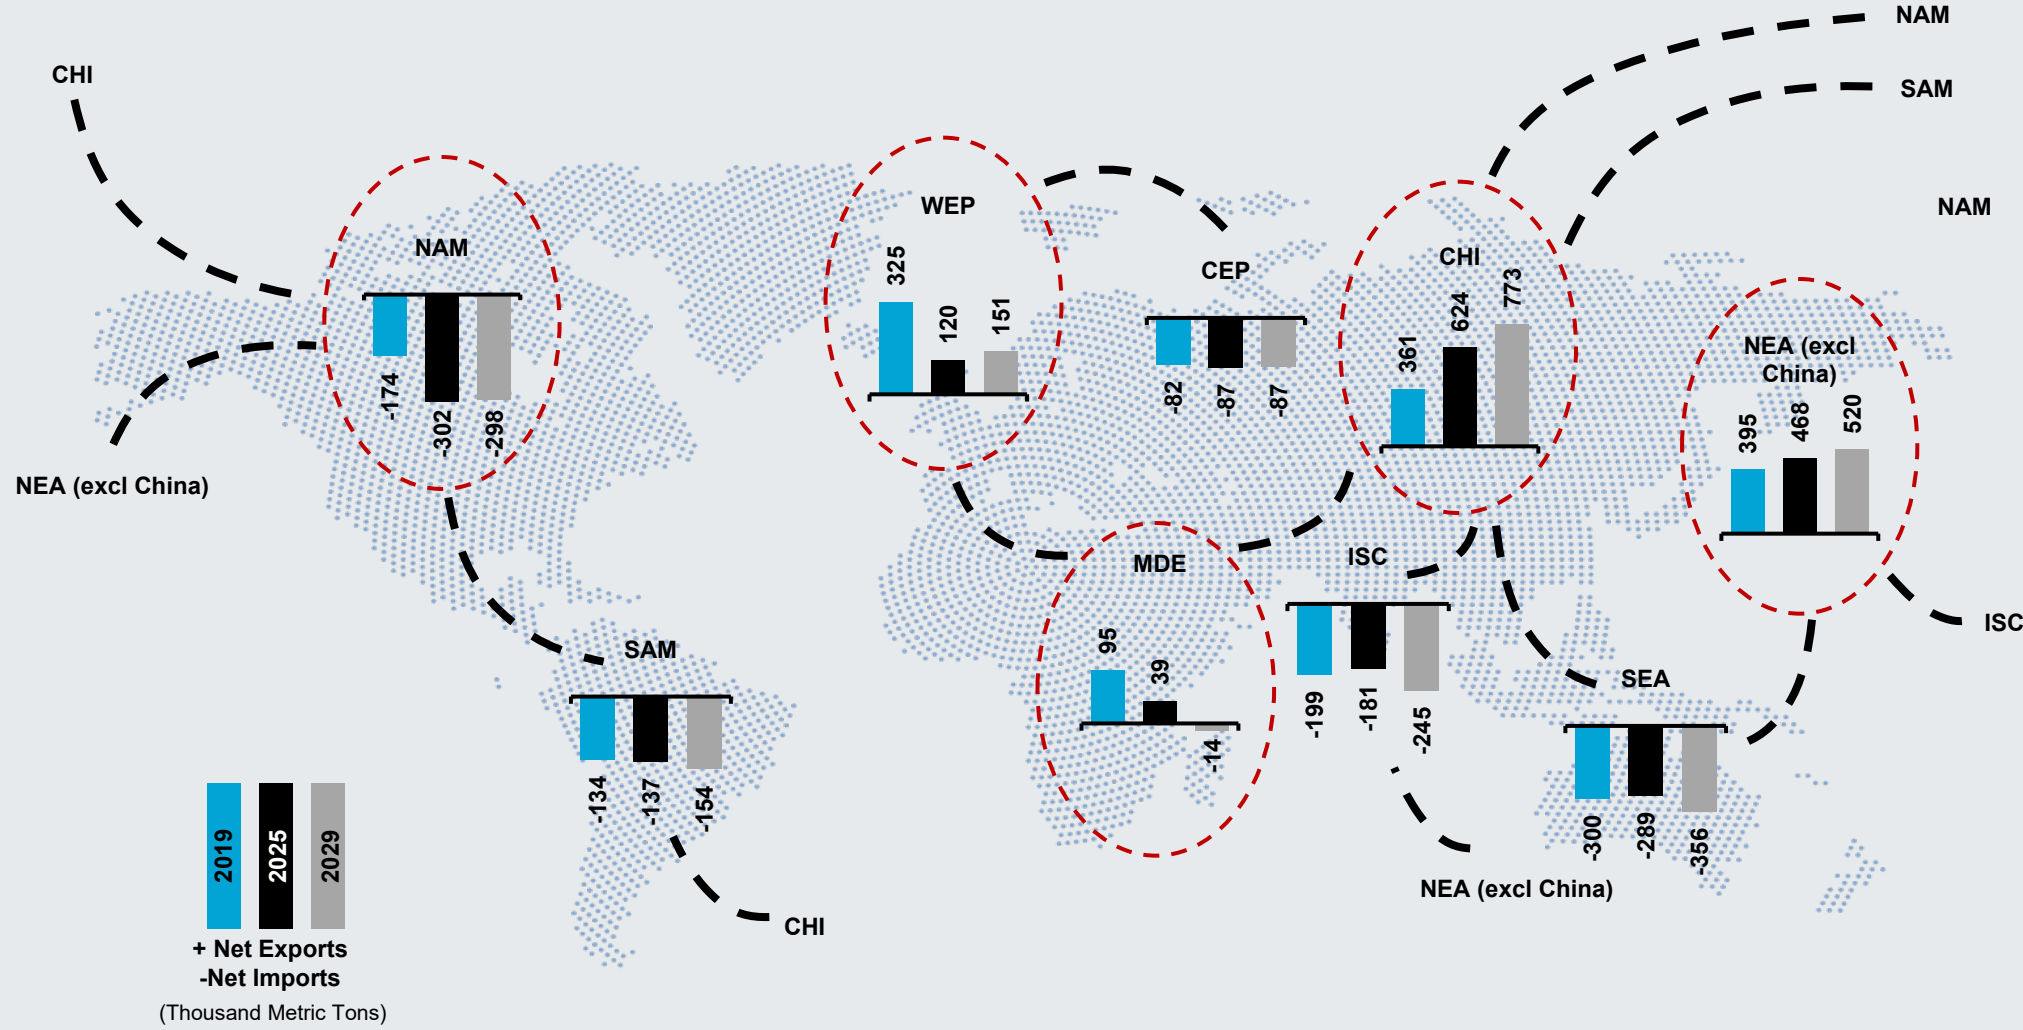 NAM
CHI
SAM
WEP
NAM
NAM
CHI
CEP
325
120
151
361
624
773
NEA (excl
China)
-174
-302
-298
-82
-87
-87
395
468
520
NEA (excl China)
MDE
ISC
ISC
SAM
95
39
-14
-199
-181
-245
SEA
-134
-137
-154
-300
-289
-356
2019
2025
2029
NEA (excl China)
CHI
+ Net Exports
-Net Imports
(Thousand Metric Tons)